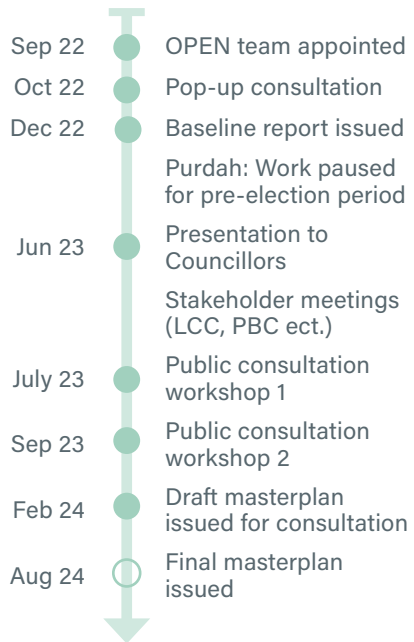 Sep 22 OPEN team appointed
Oct 22 Pop-up consultation
Dec 22 Baseline report issued
Purdah: Work paused
for pre-election period
Jun 23 Presentation to
Councillors
Stakeholder meetings
(LCC, PBC ect.)
July 23 Public consultation
workshop 1
Sep 23 Public consultation
workshop 2
Feb 24 Draft masterplan
issued for consultation
Aug 24 Final masterplan
issued